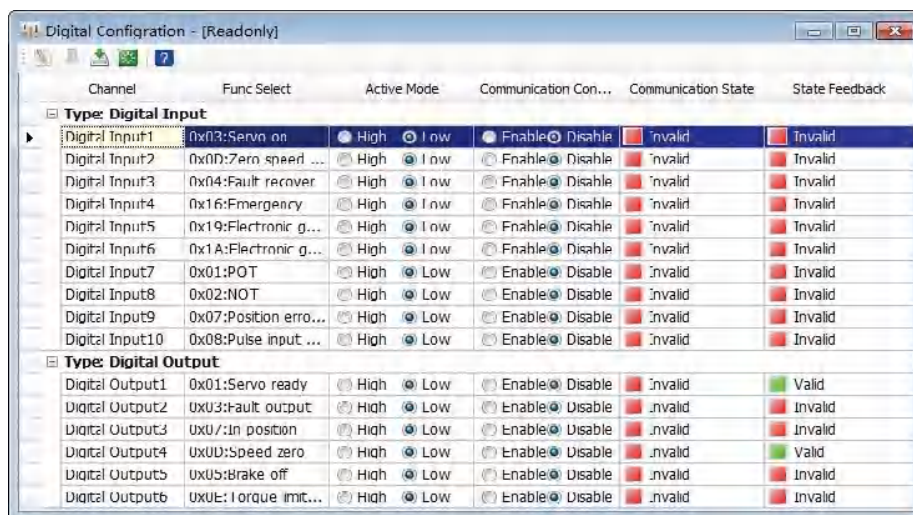 Digital Configration - [Readonly]
Channel Func Select Active Mode Communication Con... Communication State State Feedback
Type: Digital Input
Digital Input1 0x03:Servo on High Low Enable Disable Invalid Invalid
Digital Input2 0x0D:Zero speed ... High Low Enable Disable Invalid Invalid
Digital Input3 0x04:Fault recover High Low Enable Disable Invalid Invalid
Digital Input4 0x16:Emergency High Low Enable Disable Invalid Invalid
Digital Input5 0x19:Electronic g... High Low Enable Disable Invalid Invalid
Digital Input6 0x1A:Electronic g... High Low Enable Disable Invalid Invalid
Digital Input7 0x01:POT High Low Enable Disable Invalid Invalid
Digital Input8 0x02:NOT High Low Enable Disable Invalid Invalid
Digital Input9 0x07:Position erro... High Low Enable Disable Invalid Invalid
Digital Input10 0x08:Pulse input ... High Low Enable Disable Invalid Invalid
Type: Digital Output
Digital Output1 0x01:Servo ready High Low Enable Disable Invalid Valid
Digital Output2 0x03:Fault output High Low Enable Disable Invalid Invalid
Digital Output3 0x07:In position High Low Enable Disable Invalid Invalid
Digital Output4 0x0D:Speed zero High Low Enable Disable Invalid Valid
Digital Output5 0x05:Brake off High Low Enable Disable Invalid Invalid
Digital Output6 0x0E:Torque imit... High Low Enable Disable Invalid Invalid